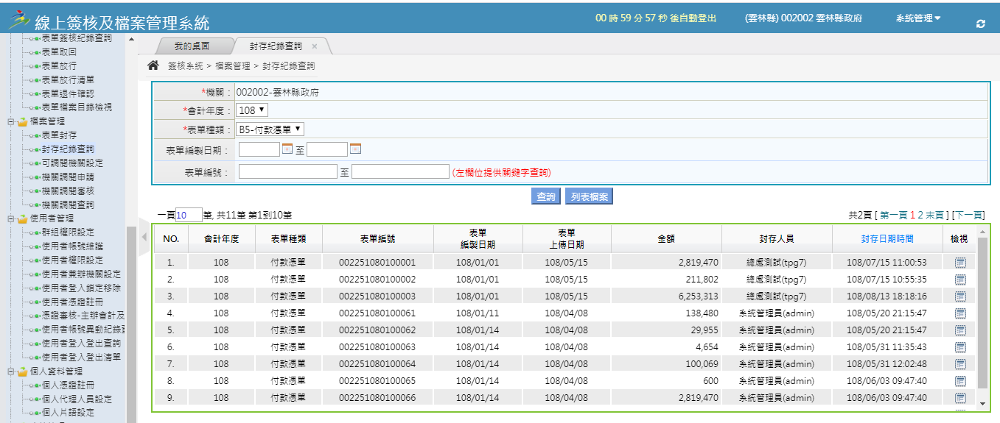 線上簽核及檔案管理系統
00 時 59 分 57 秒 後自動登出
(雲林縣) 002002 雲林縣政府
系統管理
表單簽核紀錄查詢
表單取回
表單放行
表單放行清單
表單退件確認
表單檔案目錄檢視
檔案管理
表單封存
封存紀錄查詢
可調閱機關設定
機關調閱申請
機關調閱審核
機關調閱查詢
使用者管理
群組權限設定
使用者帳號維護
使用者權限設定
使用者兼辦機關設定
使用者登入鎖定移除
使用者憑證註冊
憑證審核-主辦會計及
使用者帳號異動紀錄查
使用者登入登出查詢
使用者登入登出清單
個人資料管理
個人憑證註冊
個人代理人員設定
個人片語設定
我的桌面 封存紀錄查詢 ×
簽核系統 > 檔案管理 > 封存紀錄查詢
*機關： 002002-雲林縣政府
*會計年度： 108
*表單種類： B5-付款憑單
表單編製日期： 至
表單編號： 至 (左欄位提供關鍵字查詢)
查詢 列表檔案
一頁10 筆, 共11筆 第1到10筆 共2頁 [ 第一頁 1 2 末頁 ] [下一頁]
NO. 會計年度 表單種類 表單編號 表單編製日期 表單上傳日期 金額 封存人員 封存日期時間 檢視
1. 108 付款憑單 002251080100001 108/01/01 108/05/15 2,819,470 總處測試(tpg7) 108/07/15 11:00:53
2. 108 付款憑單 002251080100002 108/01/01 108/05/15 211,802 總處測試(tpg7) 108/07/15 10:55:35
3. 108 付款憑單 002251080100003 108/01/01 108/05/15 6,253,313 總處測試(tpg7) 108/08/13 18:18:16
4. 108 付款憑單 002251080100061 108/01/11 108/04/08 138,480 系統管理員(admin) 108/05/20 21:15:47
5. 108 付款憑單 002251080100062 108/01/14 108/04/08 29,955 系統管理員(admin) 108/05/20 21:15:47
6. 108 付款憑單 002251080100063 108/01/14 108/04/08 4,654 系統管理員(admin) 108/05/31 11:35:43
7. 108 付款憑單 002251080100064 108/01/14 108/04/08 100,069 系統管理員(admin) 108/05/31 12:02:48
8. 108 付款憑單 002251080100065 108/01/14 108/04/08 600 系統管理員(admin) 108/06/03 09:47:40
9. 108 付款憑單 002251080100066 108/01/14 108/04/08 2,819,470 系統管理員(admin) 108/06/03 09:47:40